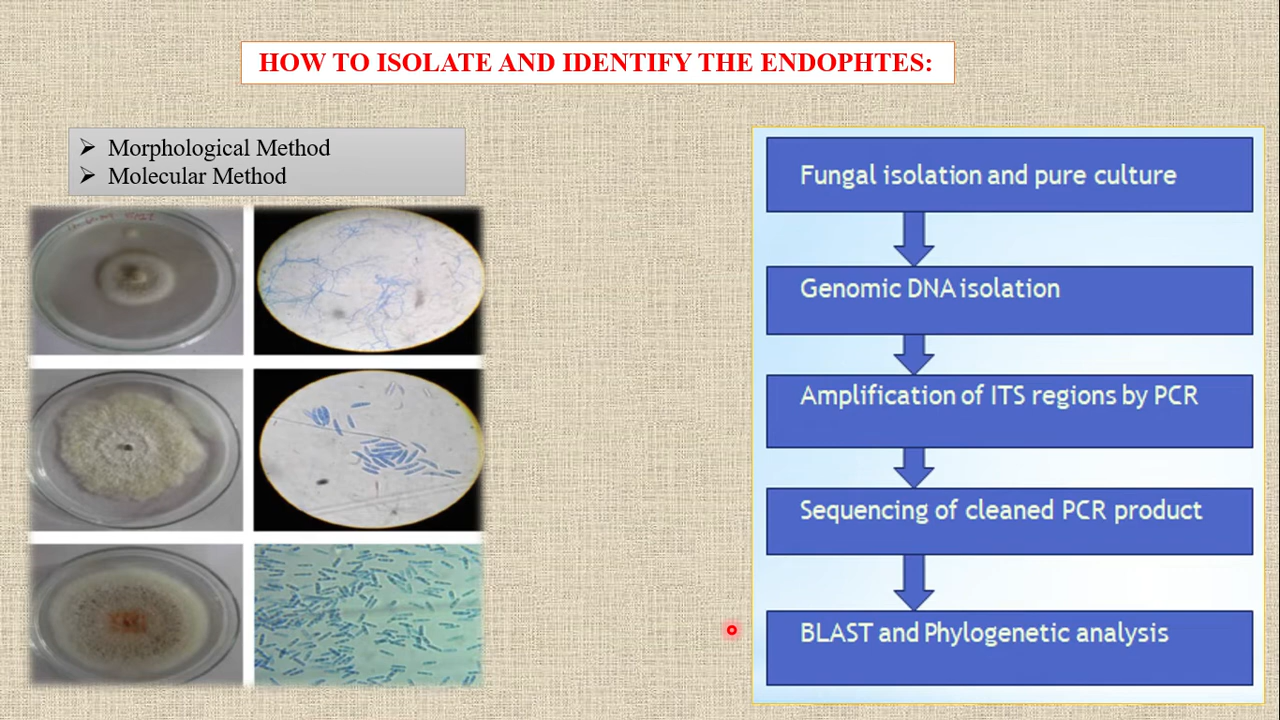 HOW TO ISOLATE AND IDENTIFY THE ENDOPHTES:
Morphological Method
Molecular Method
Fungal isolation and pure culture
Genomic DNA isolation
Amplification of ITS regions by PCR
Sequencing of cleaned PCR product
BLAST and Phylogenetic analysis